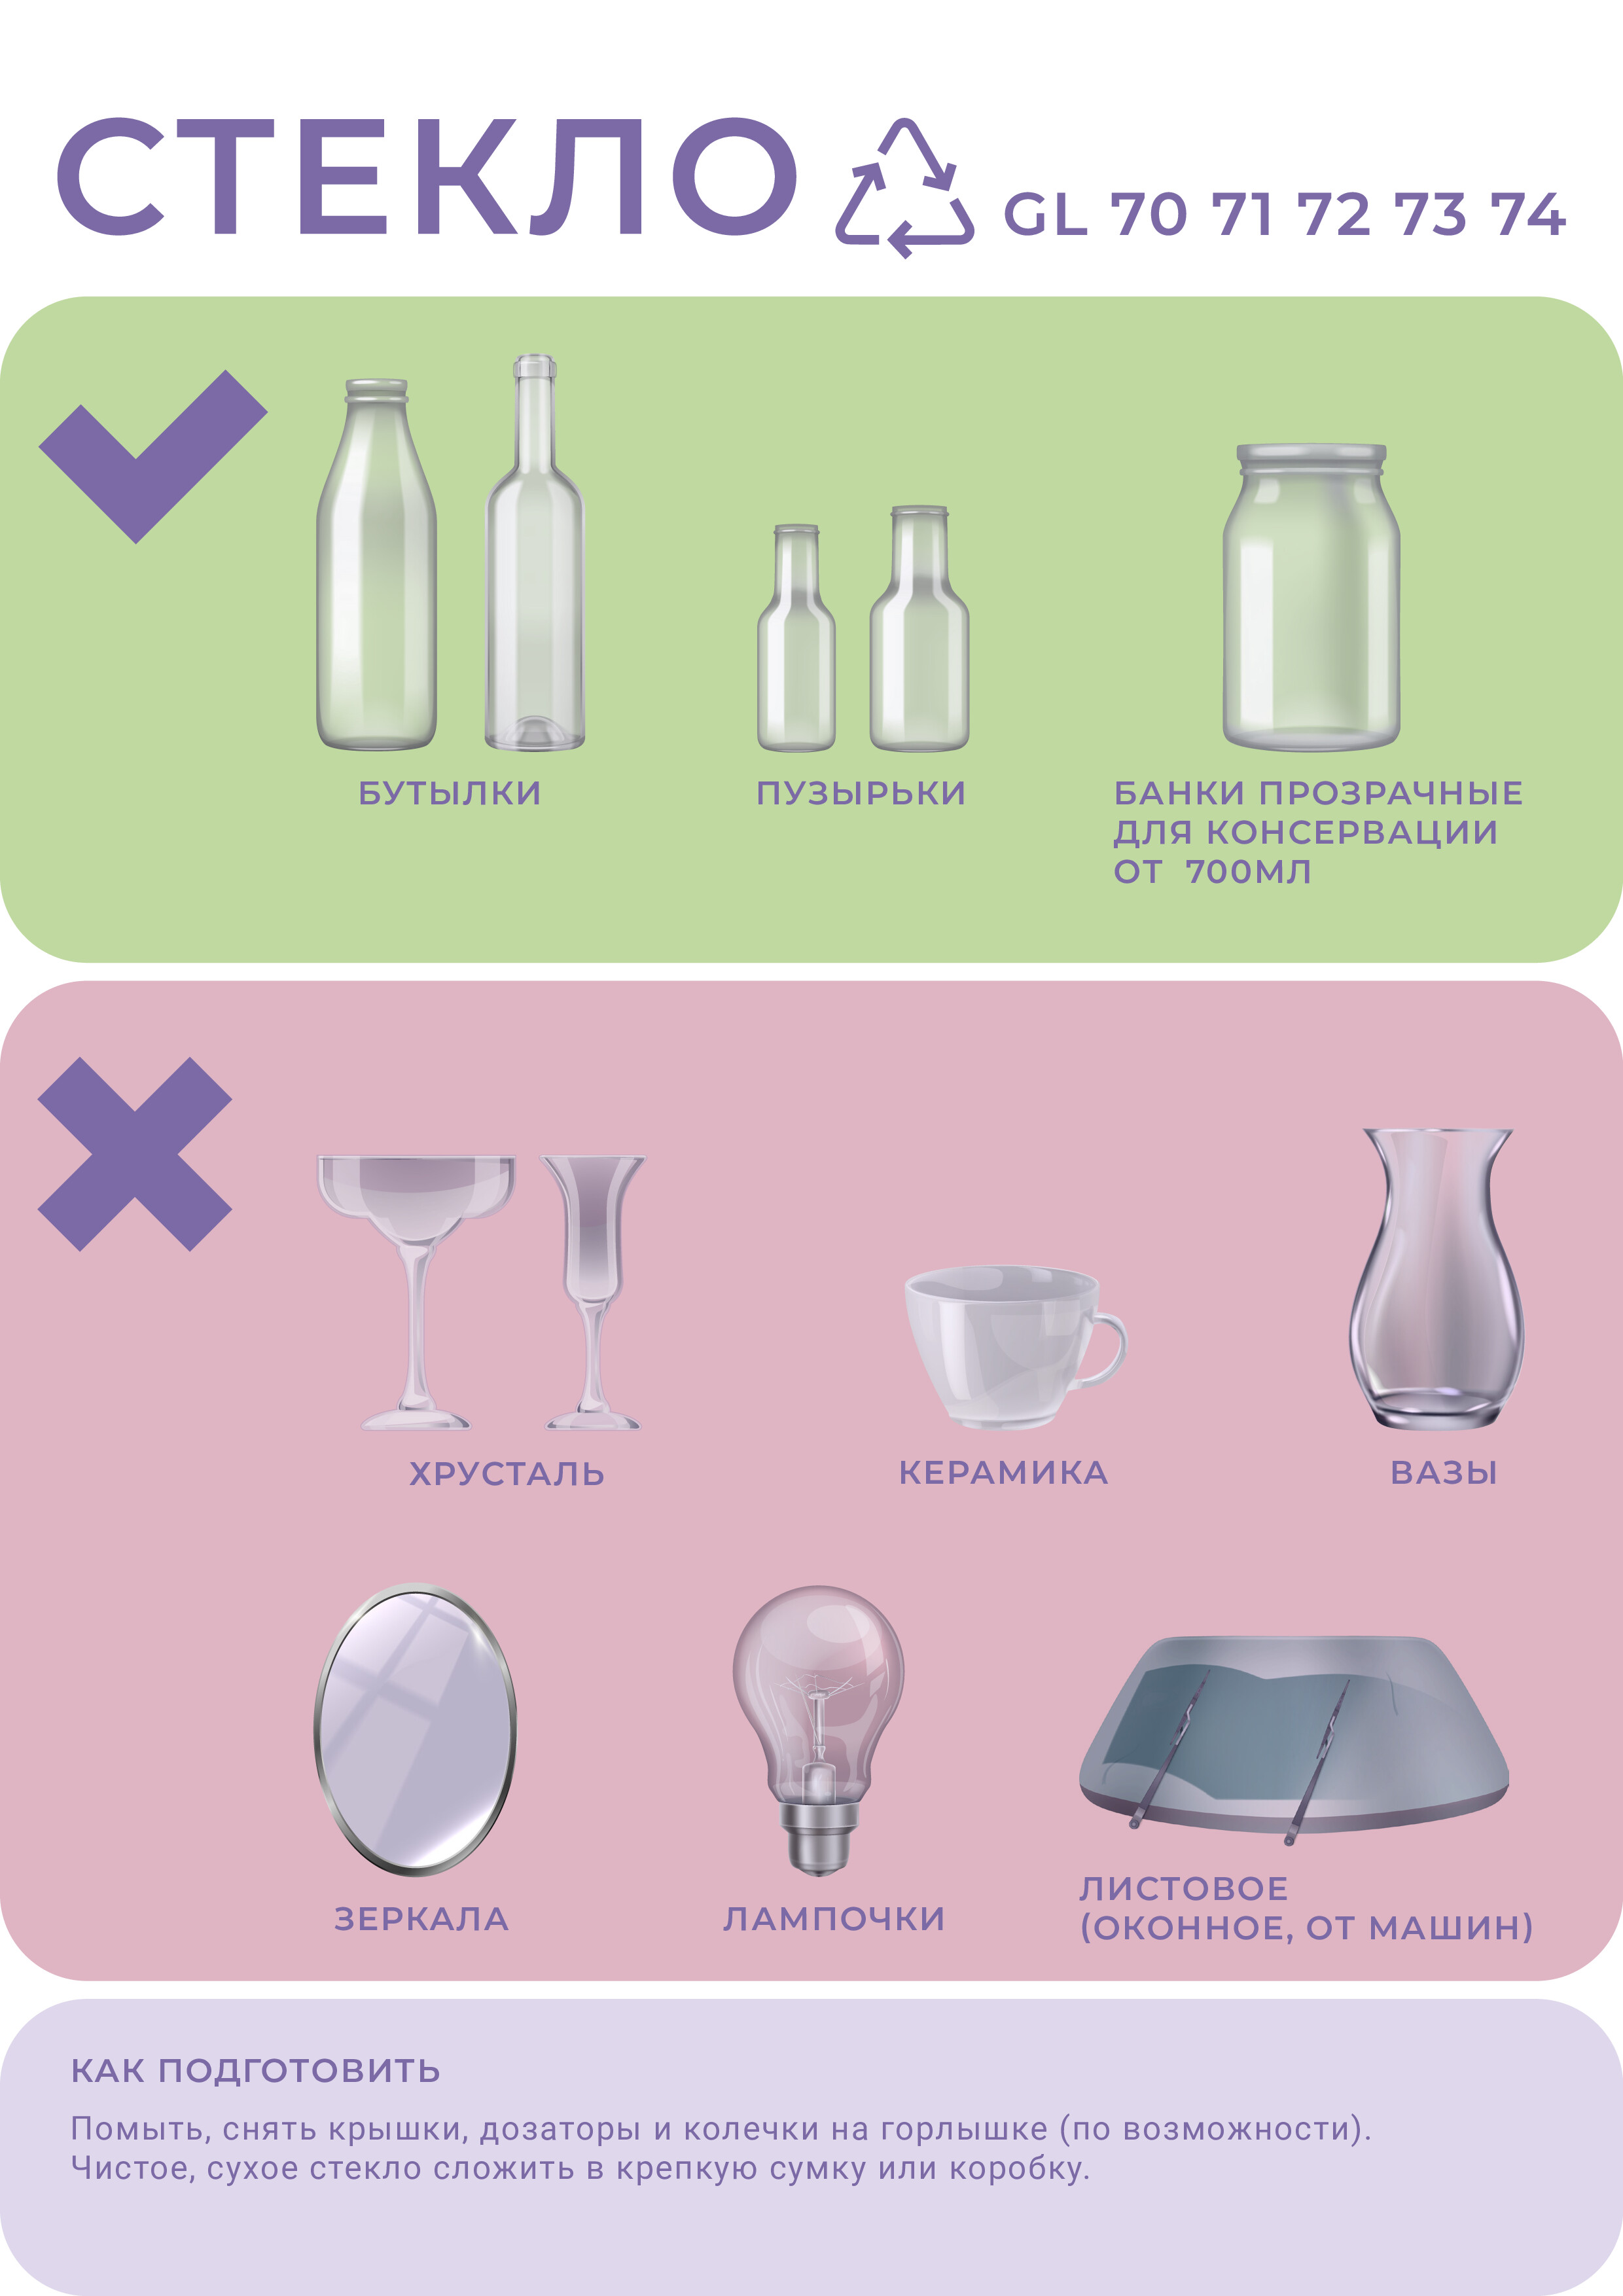 СТЕКЛО GL 70 71 72 73 74
БУТЫЛКИ
ПУЗЫРЬКИ
БАНКИ ПРОЗРАЧНЫЕ
ДЛЯ КОНСЕРВАЦИИ
ОТ 700МЛ
ХРУСТАЛЬ
КЕРАМИКА
ВАЗЫ
ЗЕРКАЛА
ЛАМПОЧКИ
ЛИСТОВОЕ
(ОКОННОЕ, ОТ МАШИН)
КАК ПОДГОТОВИТЬ
Помыть, снять крышки, дозаторы и колечки на горлышке (по возможности).
Чистое, сухое стекло сложить в крепкую сумку или коробку.